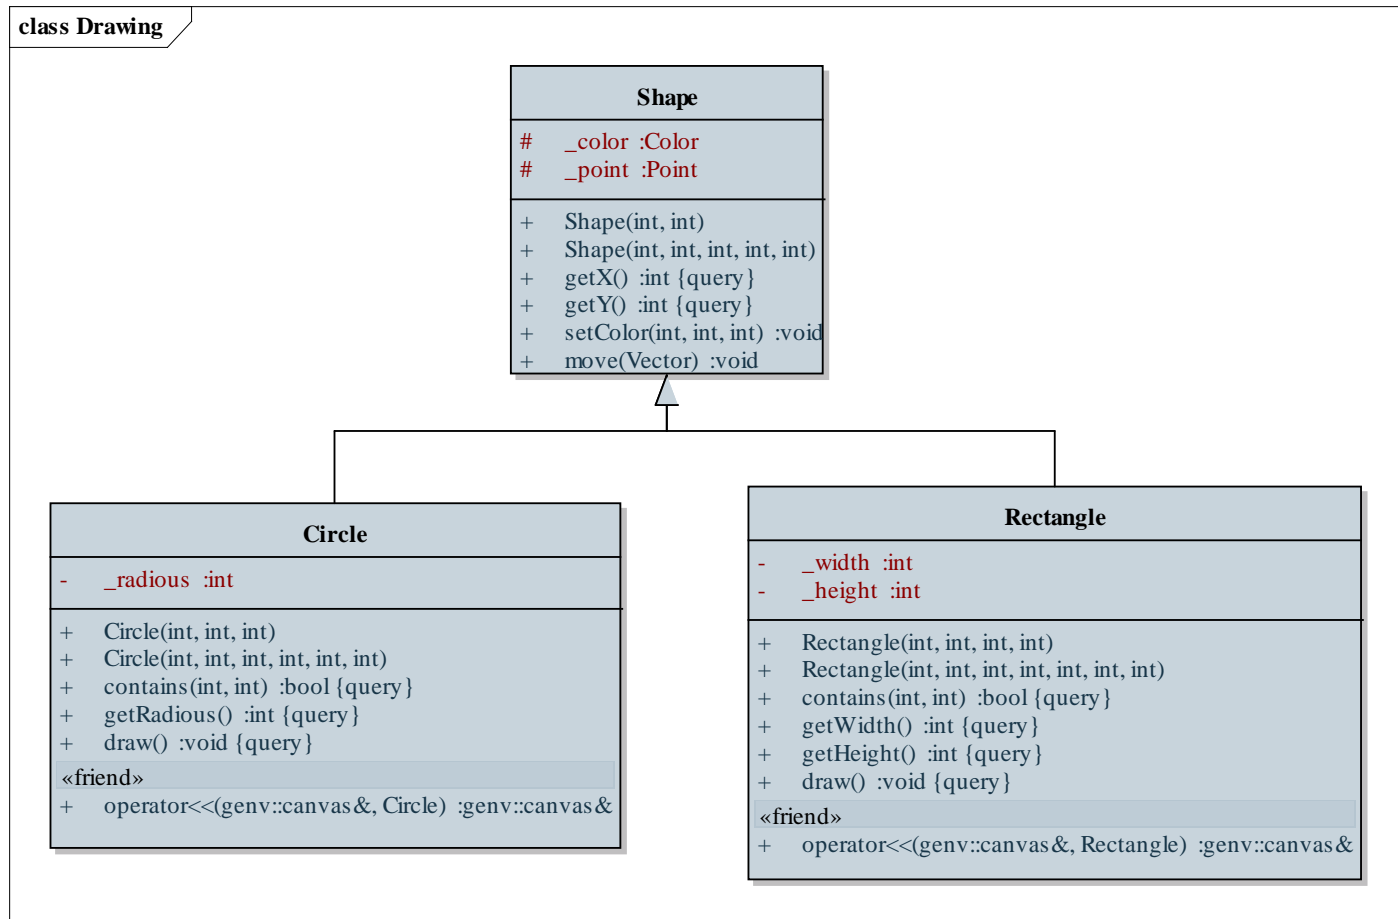 class Drawing
Shape
# _color :Color
# _point :Point
+ Shape(int, int)
+ Shape(int, int, int, int, int)
+ getX() :int {query}
+ getY() :int {query}
+ setColor(int, int, int) :void
+ move(Vector) :void
Circle
- _radious :int
+ Circle(int, int, int)
+ Circle(int, int, int, int, int, int)
+ contains(int, int) :bool {query}
+ getRadious() :int {query}
+ draw() :void {query}
«friend»
+ operator<<(genv::canvas&, Circle) :genv::canvas&
Rectangle
- _width :int
- _height :int
+ Rectangle(int, int, int, int)
+ Rectangle(int, int, int, int, int, int, int)
+ contains(int, int) :bool {query}
+ getWidth() :int {query}
+ getHeight() :int {query}
+ draw() :void {query}
«friend»
+ operator<<(genv::canvas&, Rectangle) :genv::canvas&